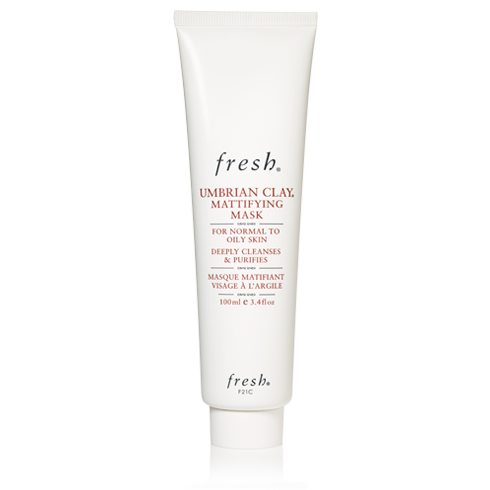 fresh®
UMBRIAN CLAY®
MATTIFYING
MASK
FOR NORMAL TO
OILY SKIN
DEEPLY CLEANSES
& PURIFIES
MASQUE MATIFIANT
VISAGE À L'ARGILE
100ml e 3.4fl oz
fresh®
F21C